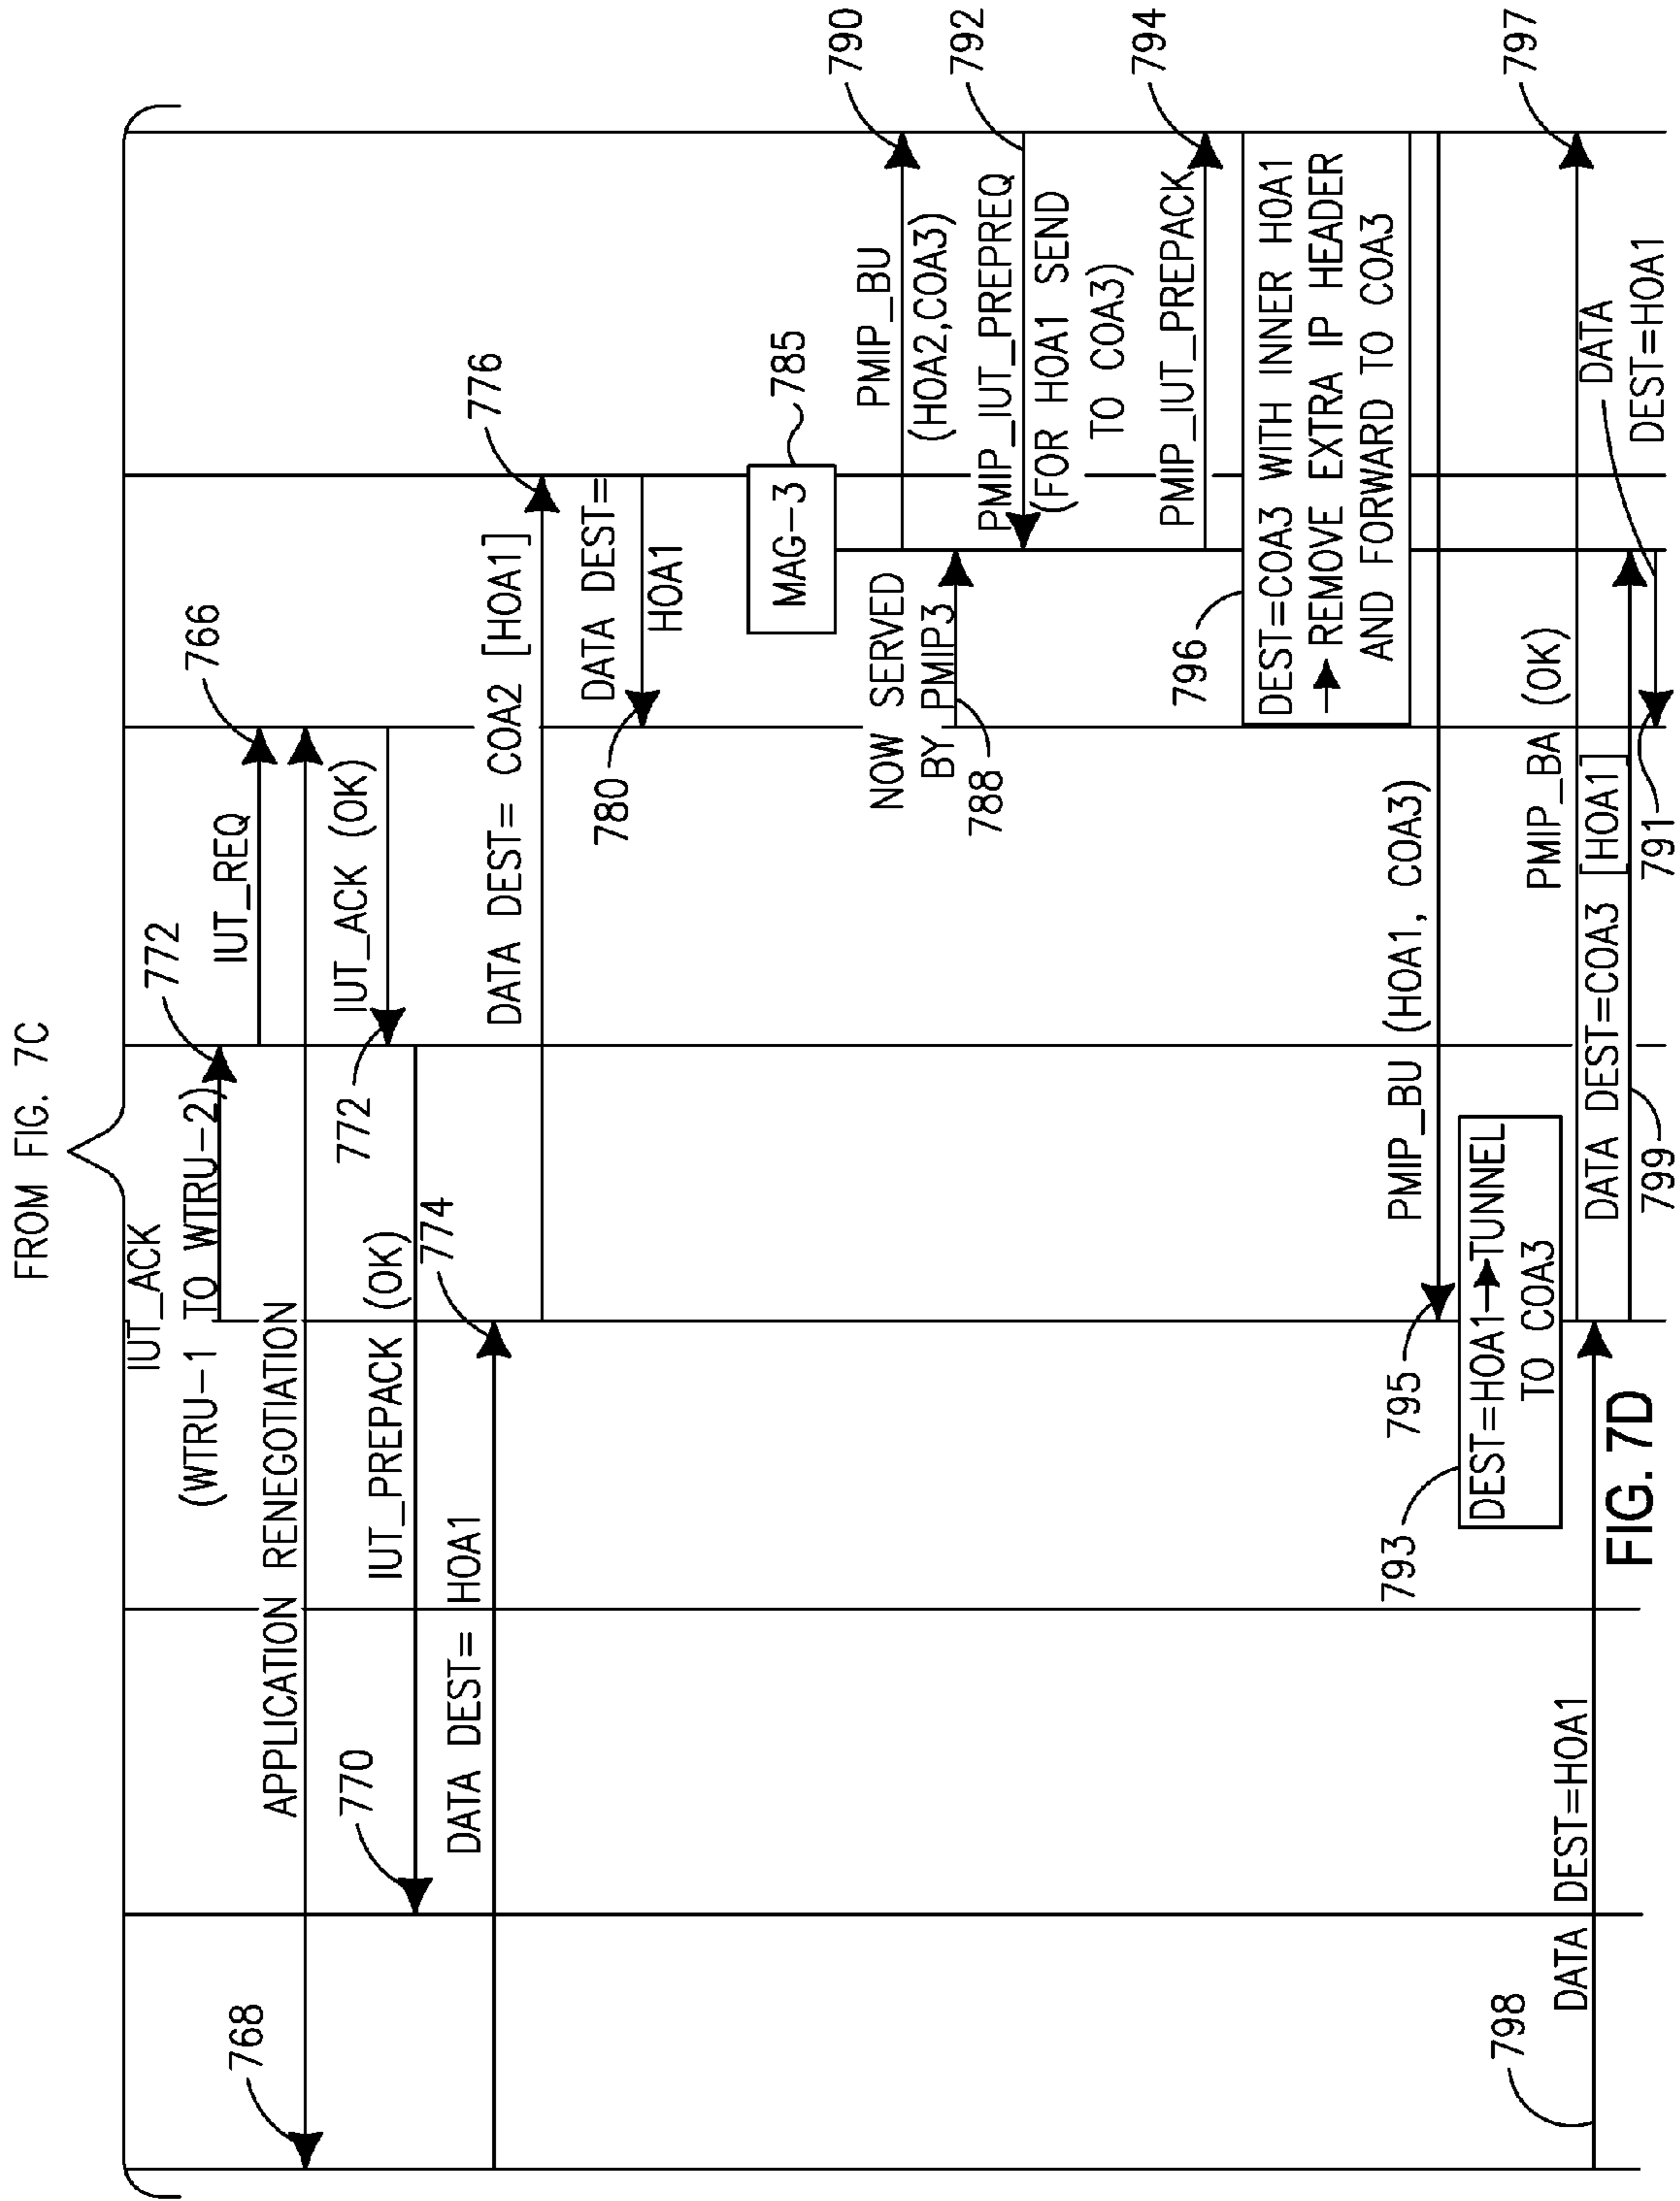 FROM FIG. 7C
IUT_ACK
(WTRU-1 TO WTRU-2)
772
IUT_REQ
766
768
APPLICATION RENEGOTIATION
IUT_ACK (OK)
772
770
IUT_PREPACK (OK)
774
DATA DEST= HOA1
DATA DEST= COA2 [HOA1]
776
DATA DEST=
HOA1
780
MAG-3
785
PMIP_BU
(HOA2,COA3)
790
NOW SERVED
BY PMIP3
788
PMIP_IUT_PREPREQ
(FOR HOA1 SEND
TO COA3)
792
PMIP_IUT_PREPACK
794
796
DEST=COA3 WITH INNER HOA1
→ REMOVE EXTRA IP HEADER
AND FORWARD TO COA3
PMIP_BU (HOA1, COA3)
795
793
DEST=HOA1→TUNNEL
TO COA3
PMIP_BA (OK)
797
798
DATA DEST=HOA1
DATA DEST=COA3 [HOA1]
799
791
DATA
DEST=HOA1
FIG. 7D